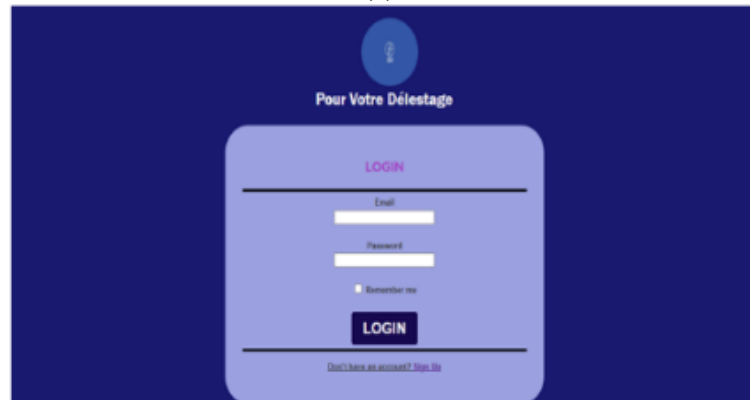 Pour Votre Délestage
LOGIN
Email
Password
Remember me
LOGIN
Don't have an account? Sign Up